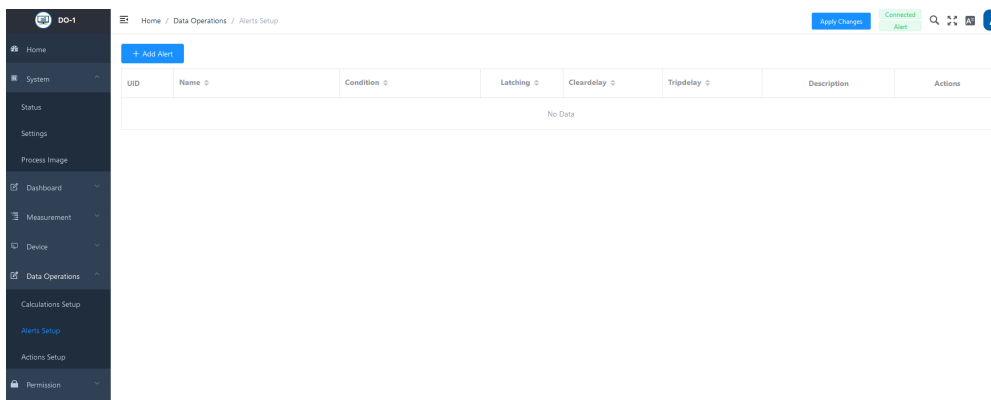 DO-1
Home / Data Operations / Alerts Setup
Apply Changes
Connected
Alert
Home
+ Add Alert
System
UID Name Condition Latching Cleardelay Tripdelay Description Actions
No Data
Status
Settings
Process Image
Dashboard
Measurement
Device
Data Operations
Calculations Setup
Alerts Setup
Actions Setup
Permission